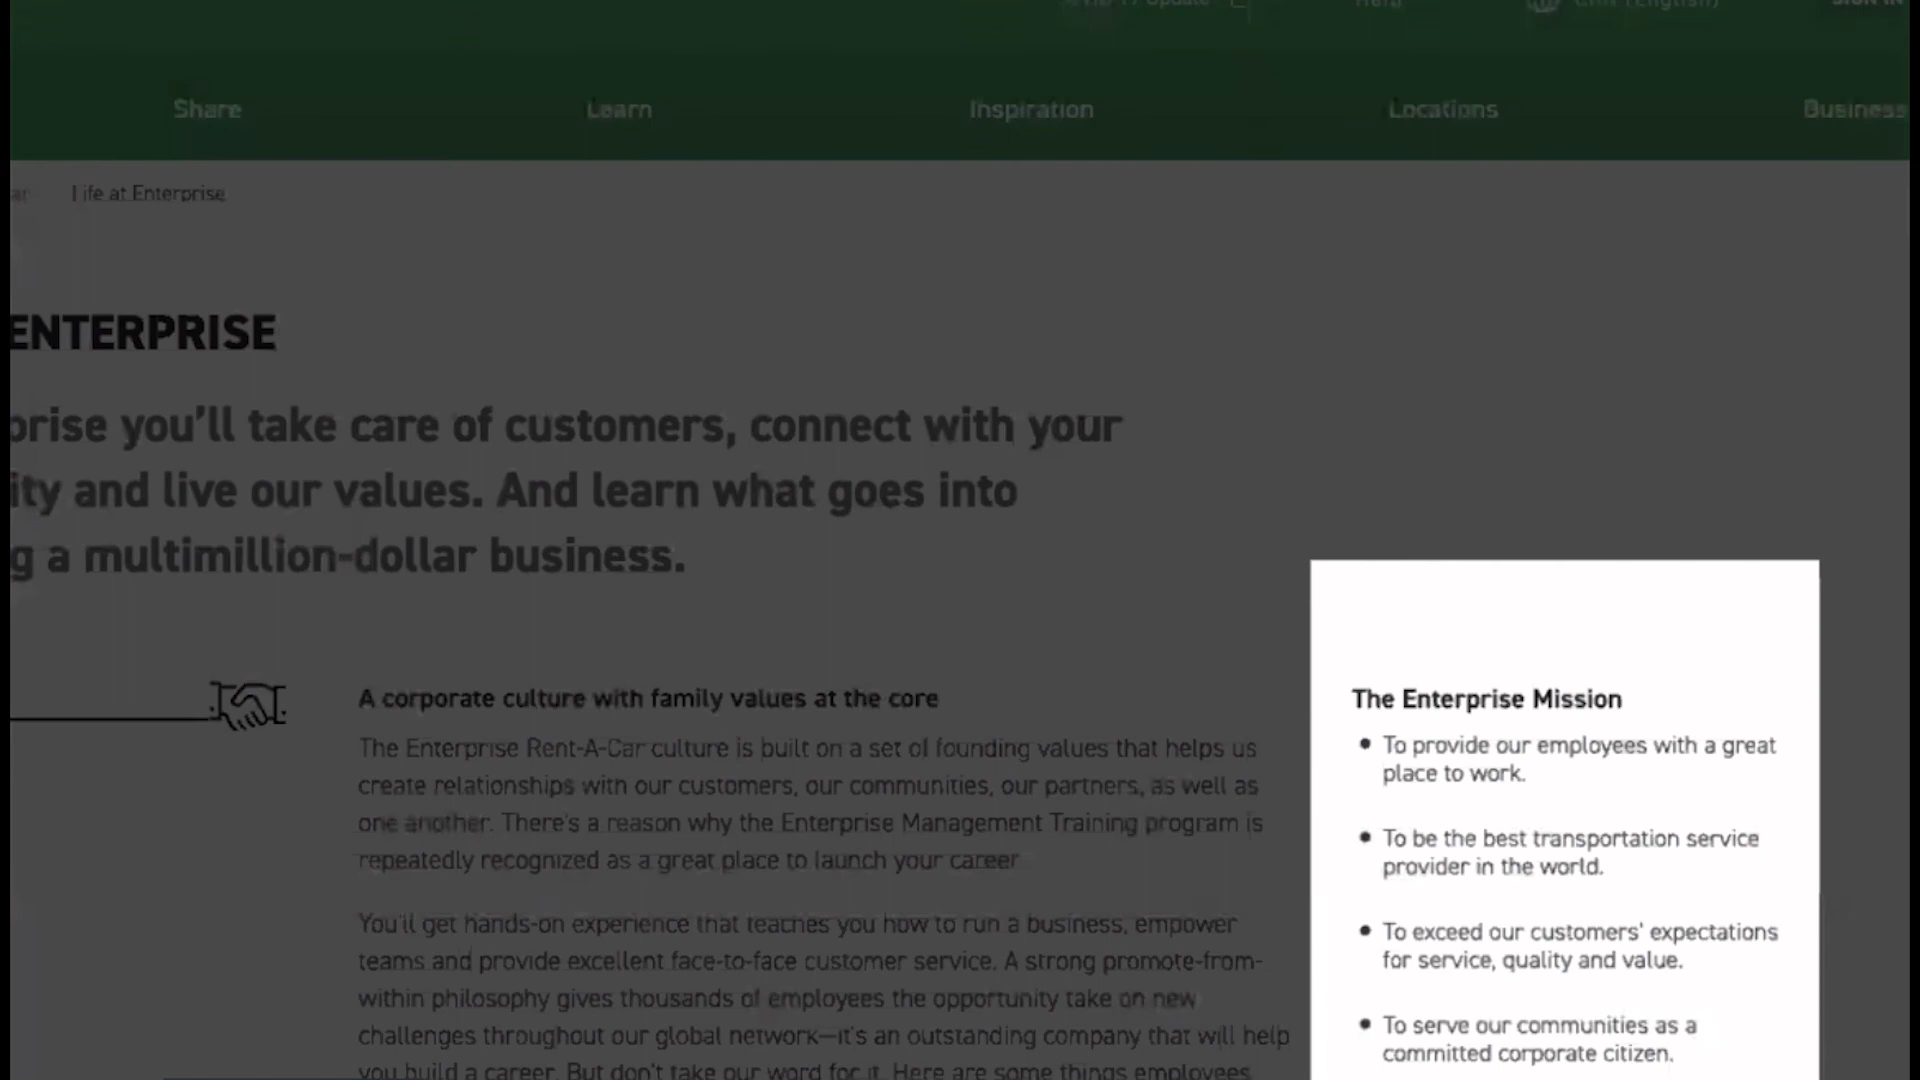 Update
Help
(English)
SIGN IN
Share
Learn
Inspiration
Locations
Business
Life at Enterprise
ENTERPRISE
prise you'll take care of customers, connect with your
ity and live our values. And learn what goes into
g a multimillion-dollar business.
A corporate culture with family values at the core
The Enterprise Rent-A-Car culture is built on a set of founding values that helps us
create relationships with our customers, our communities, our partners, as well as
one another. There's a reason why the Enterprise Management Training program is
repeatedly recognized as a great place to launch your career
You'll get hands-on experience that teaches you how to run a business, empower
teams and provide excellent face-to-face customer service. A strong promote-from-
within philosophy gives thousands of employees the opportunity take on new
challenges throughout our global network—it's an outstanding company that will help
you build a career. But don't take our word for it. Here are some things employees
The Enterprise Mission
• To provide our employees with a great
place to work.
• To be the best transportation service
provider in the world.
• To exceed our customers' expectations
for service, quality and value.
• To serve our communities as a
committed corporate citizen.